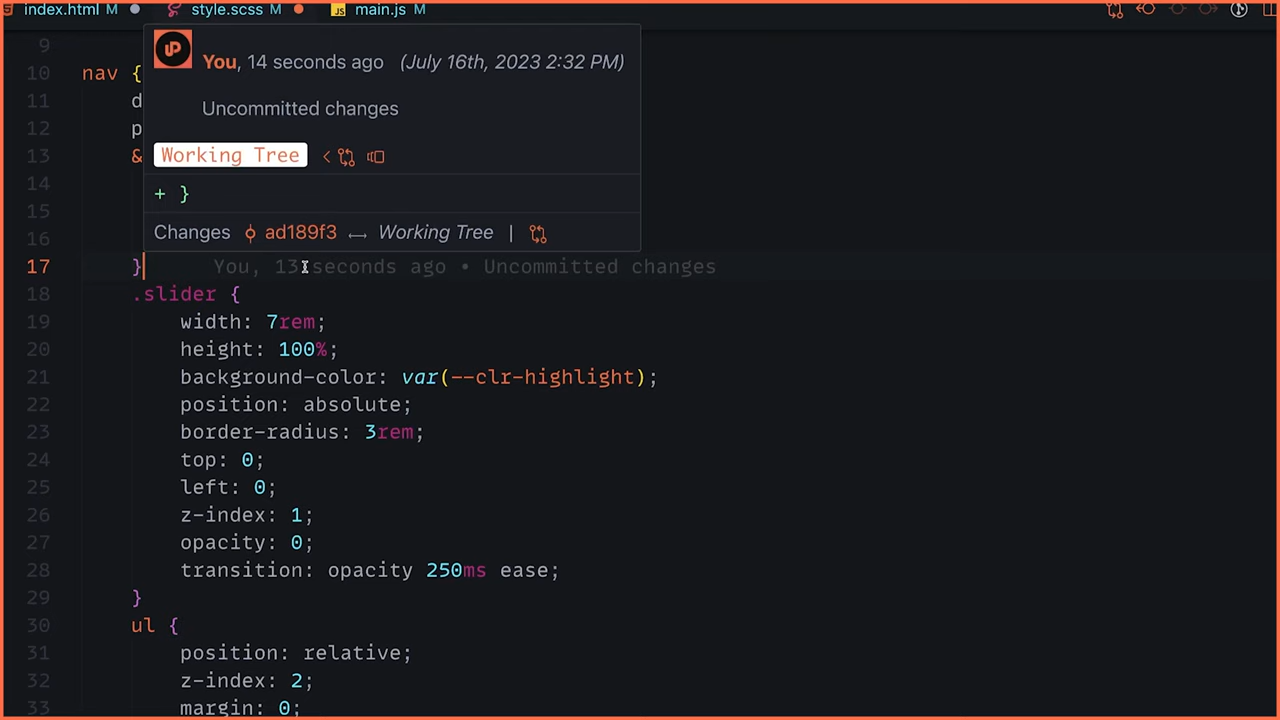 index.html M style.scss M JS main.js M
9
10 nav {
11 d
12 p
13 &
14
15
16
UP You, 14 seconds ago (July 16th, 2023 2:32 PM)
Uncommitted changes
Working Tree
+ }
Changes ad189f3 Working Tree |
17 } You, 13 seconds ago • Uncommitted changes
18 .slider {
19 width: 7rem;
20 height: 100%;
21 background-color: var(--clr-highlight);
22 position: absolute;
23 border-radius: 3rem;
24 top: 0;
25 left: 0;
26 z-index: 1;
27 opacity: 0;
28 transition: opacity 250ms ease;
29 }
30 ul {
31 position: relative;
32 z-index: 2;
33 margin: 0;